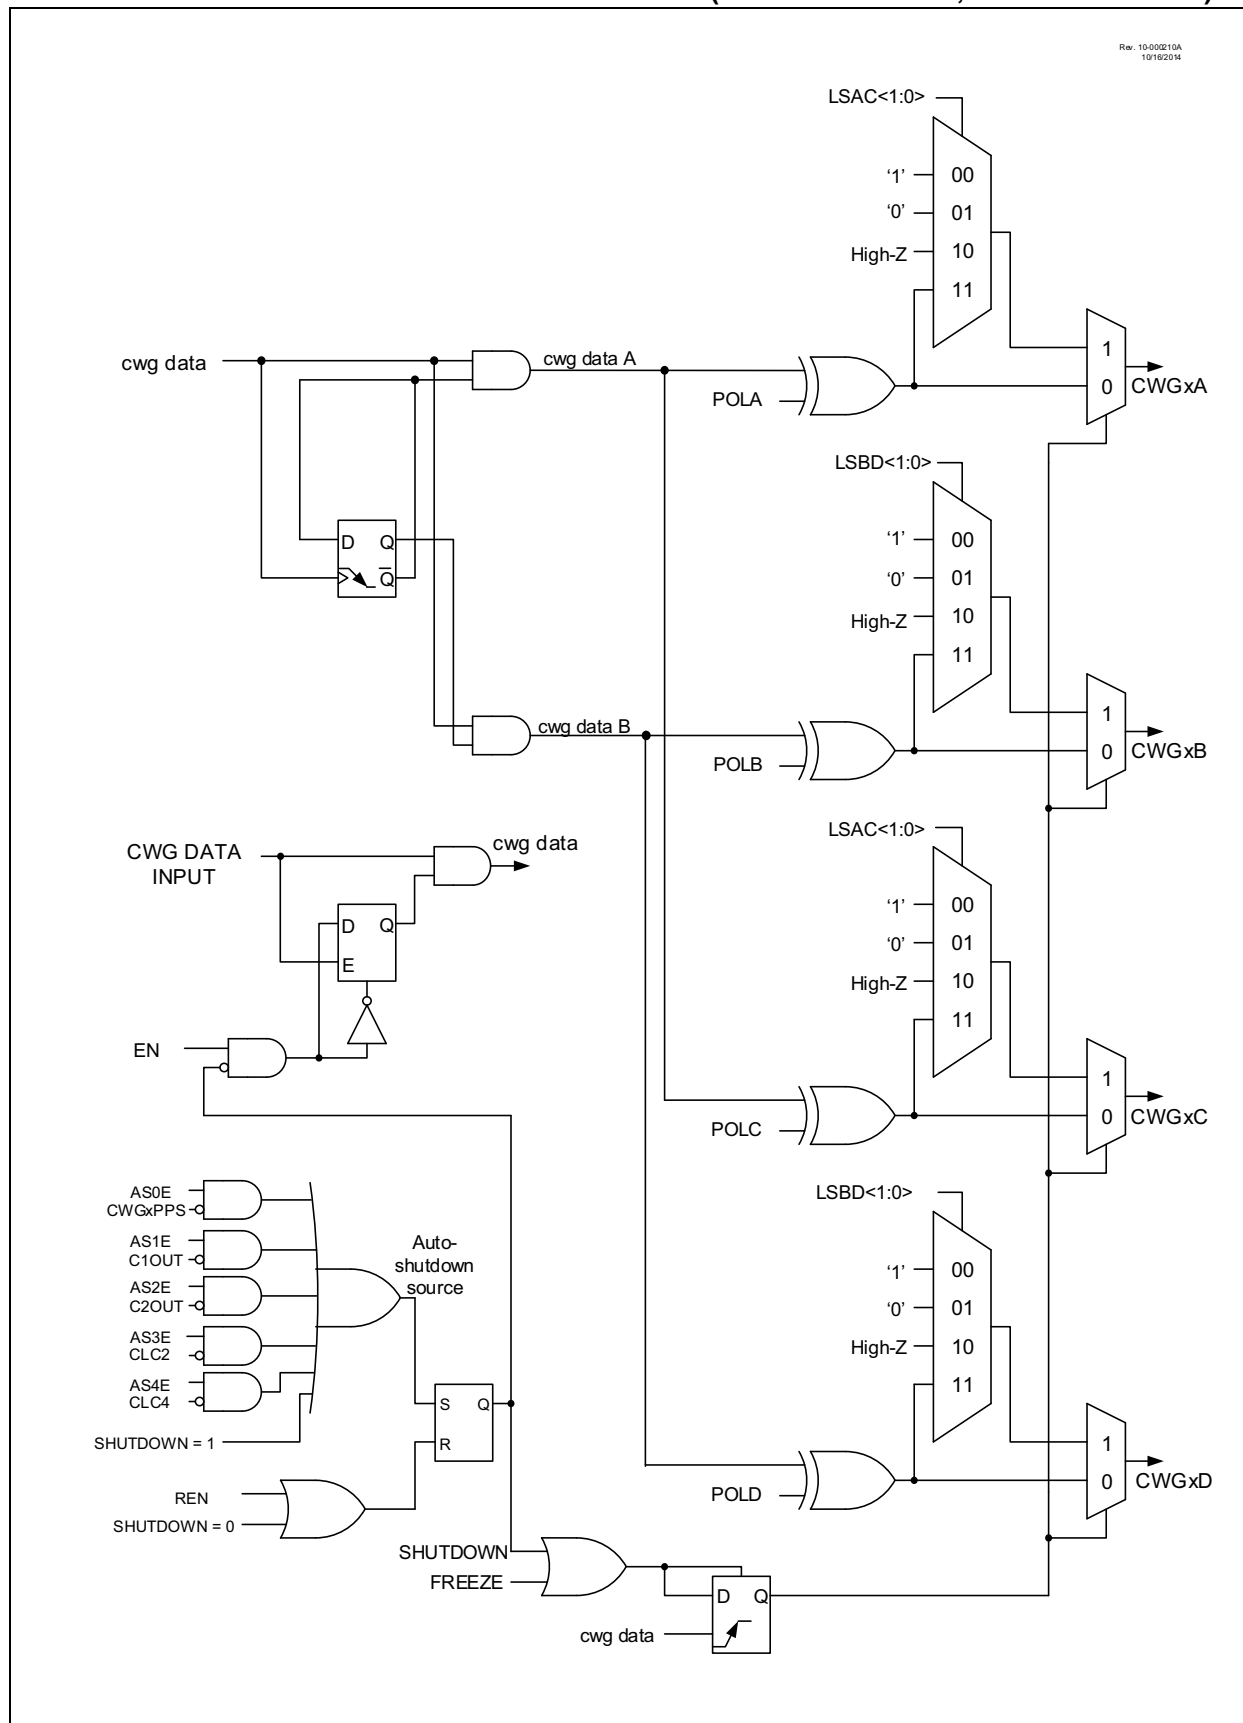 Rev. 10-000210A
10/16/2014
LSAC<1:0>
'1'
00
'0'
01
High-Z
10
11
cwg data
cwg data A
POLA
1
0
CWGxA
LSBD<1:0>
'1'
00
'0'
01
High-Z
10
11
D
Q
Q
cwg data B
POLB
1
0
CWGxB
CWG DATA
INPUT
cwg data
D
Q
E
EN
LSAC<1:0>
'1'
00
'0'
01
High-Z
10
11
POLC
1
0
CWGxC
AS0E
CWGxPPS
AS1E
C1OUT
AS2E
C2OUT
AS3E
CLC2
AS4E
CLC4
SHUTDOWN = 1
Auto-
shutdown
source
S
Q
R
REN
SHUTDOWN = 0
LSBD<1:0>
'1'
00
'0'
01
High-Z
10
11
POLD
1
0
CWGxD
SHUTDOWN
FREEZE
D
Q
cwg data